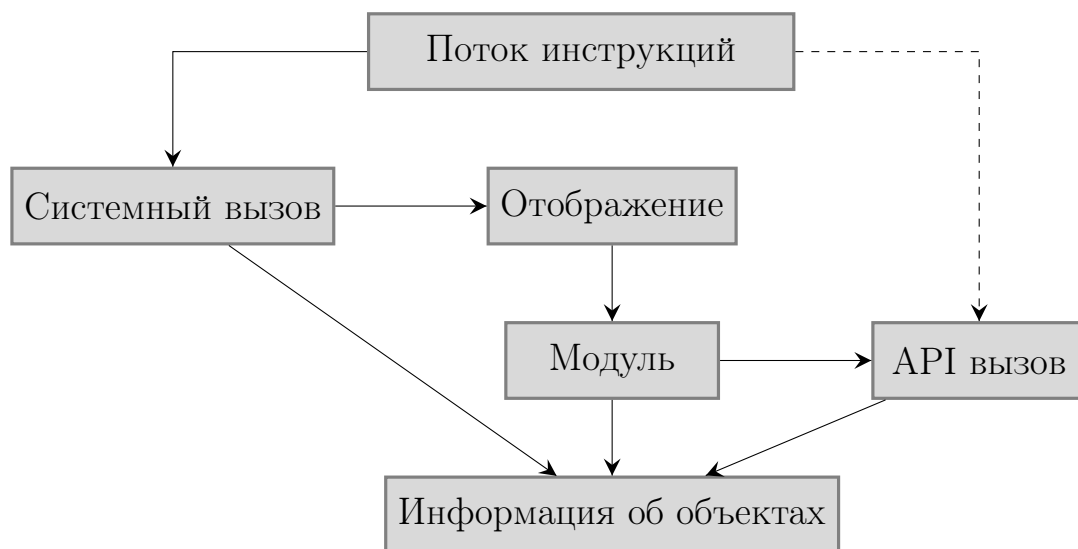 Поток инструкций
Системный вызов
Отображение
Модуль
API вызов
Информация об объектах